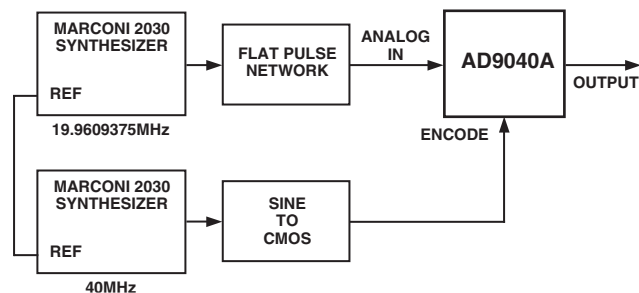 MARCONI 2030
SYNTHESIZER
REF
19.9609375MHz
FLAT PULSE
NETWORK
ANALOG
IN
AD9040A
OUTPUT
ENCODE
MARCONI 2030
SYNTHESIZER
REF
40MHz
SINE
TO
CMOS